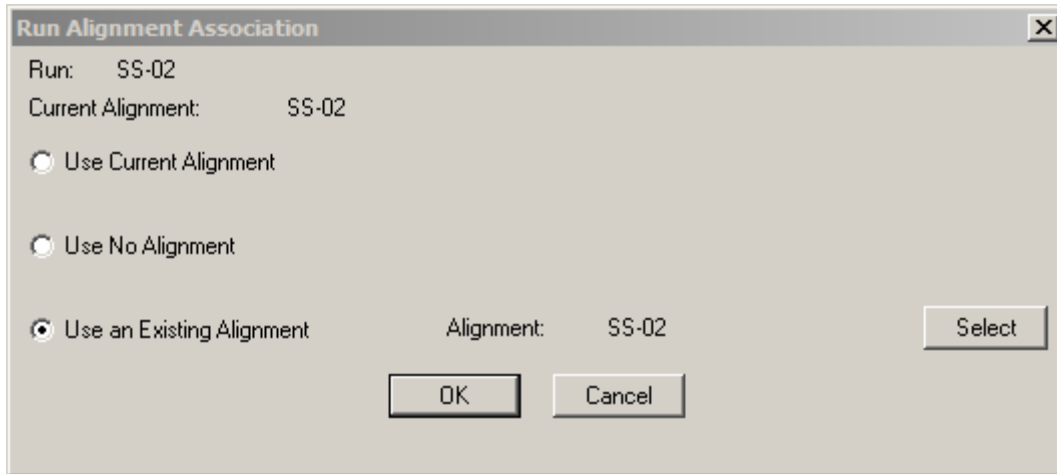 Run Alignment Association
Run: SS-02
Current Alignment: SS-02
Use Current Alignment
Use No Alignment
Use an Existing Alignment Alignment: SS-02 Select
OK Cancel